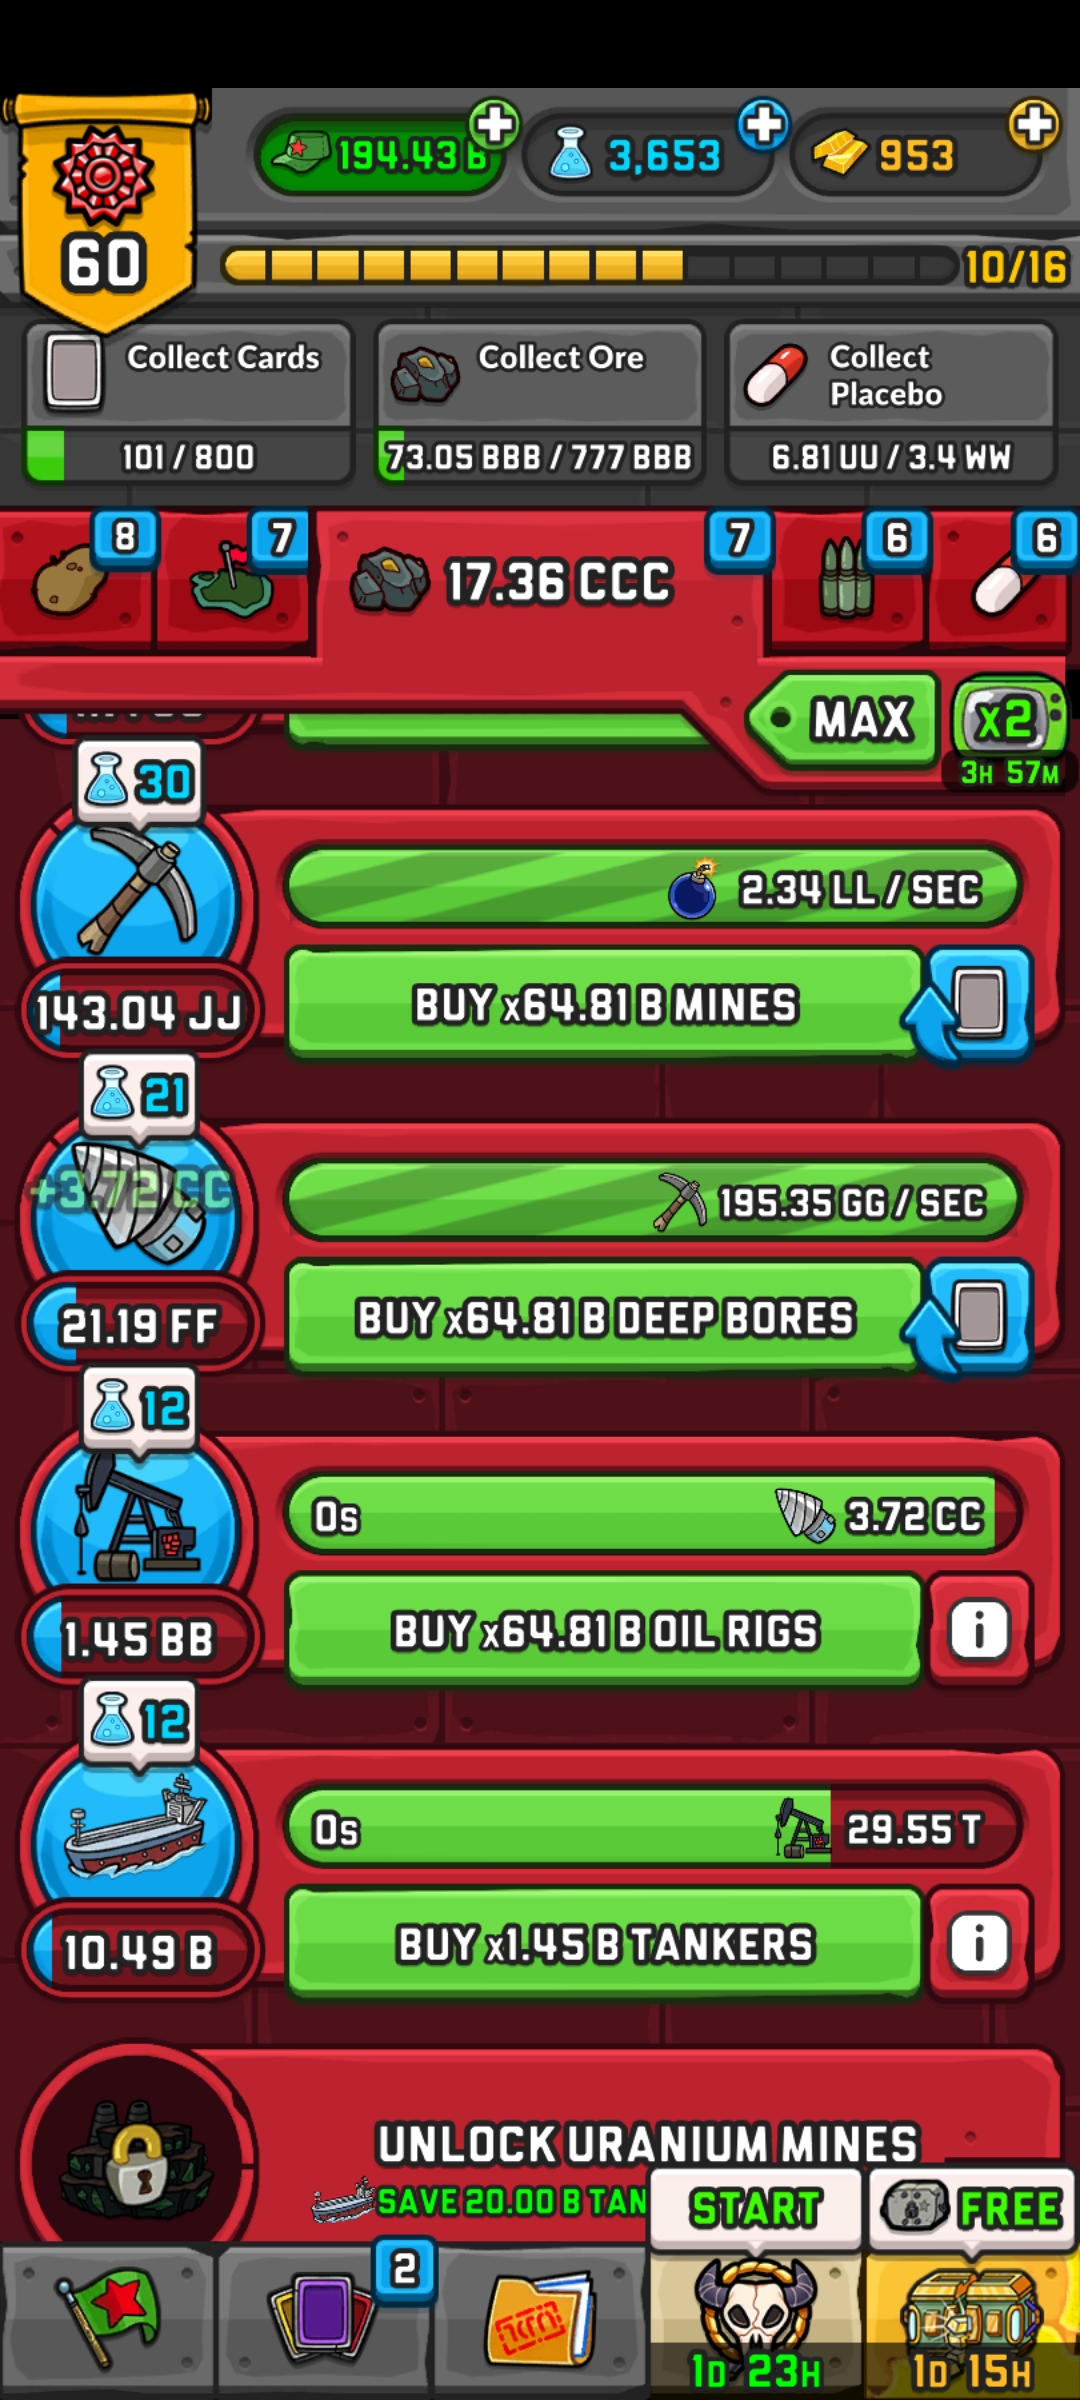 194.43 B
3,653
953
60
10/16
Collect Cards
101 / 800
Collect Ore
73.05 BBB / 777 BBB
Collect
Placebo
6.81 UU / 3.4 WW
8
7
17.36 CCC
7
6
6
MAX
x2
3H 57M
30
2.34 LL / SEC
143.04 JJ
BUY x64.81 B MINES
21
+3.72 CC
195.35 GG / SEC
21.19 FF
BUY x64.81 B DEEP BORES
12
0s
3.72 CC
1.45 BB
BUY x64.81 B OIL RIGS
i
12
0s
29.55 T
10.49 B
BUY x1.45 B TANKERS
i
UNLOCK URANIUM MINES
SAVE 20.00 B TAN
START
FREE
2
1D 23H
1D 15H